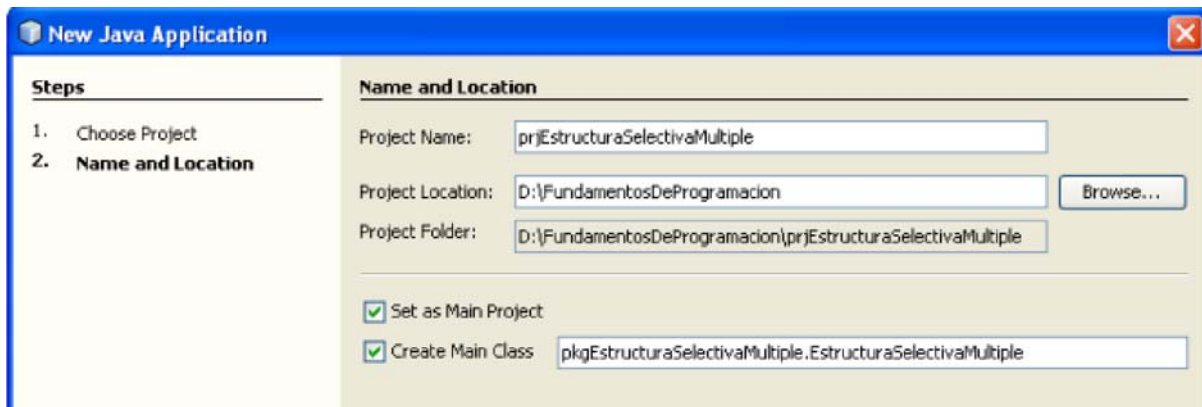 New Java Application
Steps
1. Choose Project
2. Name and Location
Name and Location
Project Name: prjEstructuraSelectivaMultiple
Project Location: D:\FundamentosDeProgramacion Browse...
Project Folder: D:\FundamentosDeProgramacion\prjEstructuraSelectivaMultiple
Set as Main Project
Create Main Class pkgEstructuraSelectivaMultiple.EstructuraSelectivaMultiple